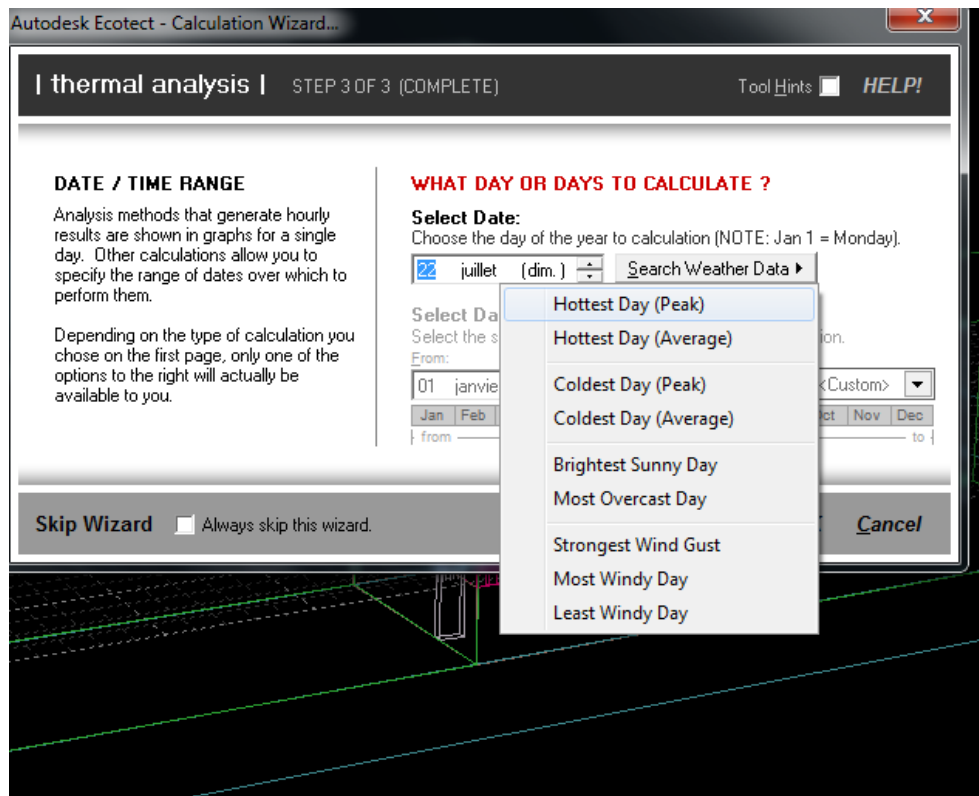 Autodesk Ecotect - Calculation Wizard...
| thermal analysis | STEP 3 OF 3 (COMPLETE) Tool Hints HELP!
DATE / TIME RANGE
Analysis methods that generate hourly
results are shown in graphs for a single
day. Other calculations allow you to
specify the range of dates over which to
perform them.
Depending on the type of calculation you
chose on the first page, only one of the
options to the right will actually be
available to you.
WHAT DAY OR DAYS TO CALCULATE ?
Select Date:
Choose the day of the year to calculation (NOTE: Jan 1 = Monday).
22 juillet (dim. ) Search Weather Data
Select Da
Select the s
From:
01 janvie <Custom>
Jan Feb Nov Dec
from to
Hottest Day (Peak)
Hottest Day (Average)
Coldest Day (Peak)
Coldest Day (Average)
Brightest Sunny Day
Most Overcast Day
Strongest Wind Gust
Most Windy Day
Least Windy Day
Skip Wizard Always skip this wizard. Cancel